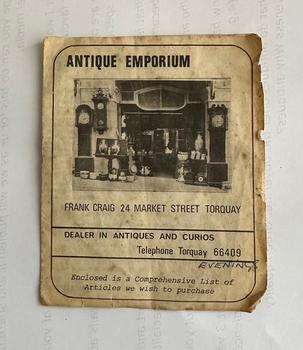 ANTIQUE EMPORIUM
FRANK CRAIG 24 MARKET STREET TORQUAY
DEALER IN ANTIQUES AND CURIOS
Telephone Torquay 66409
EVENINGS
Enclosed is a Comprehensive List of
Articles we wish to purchase